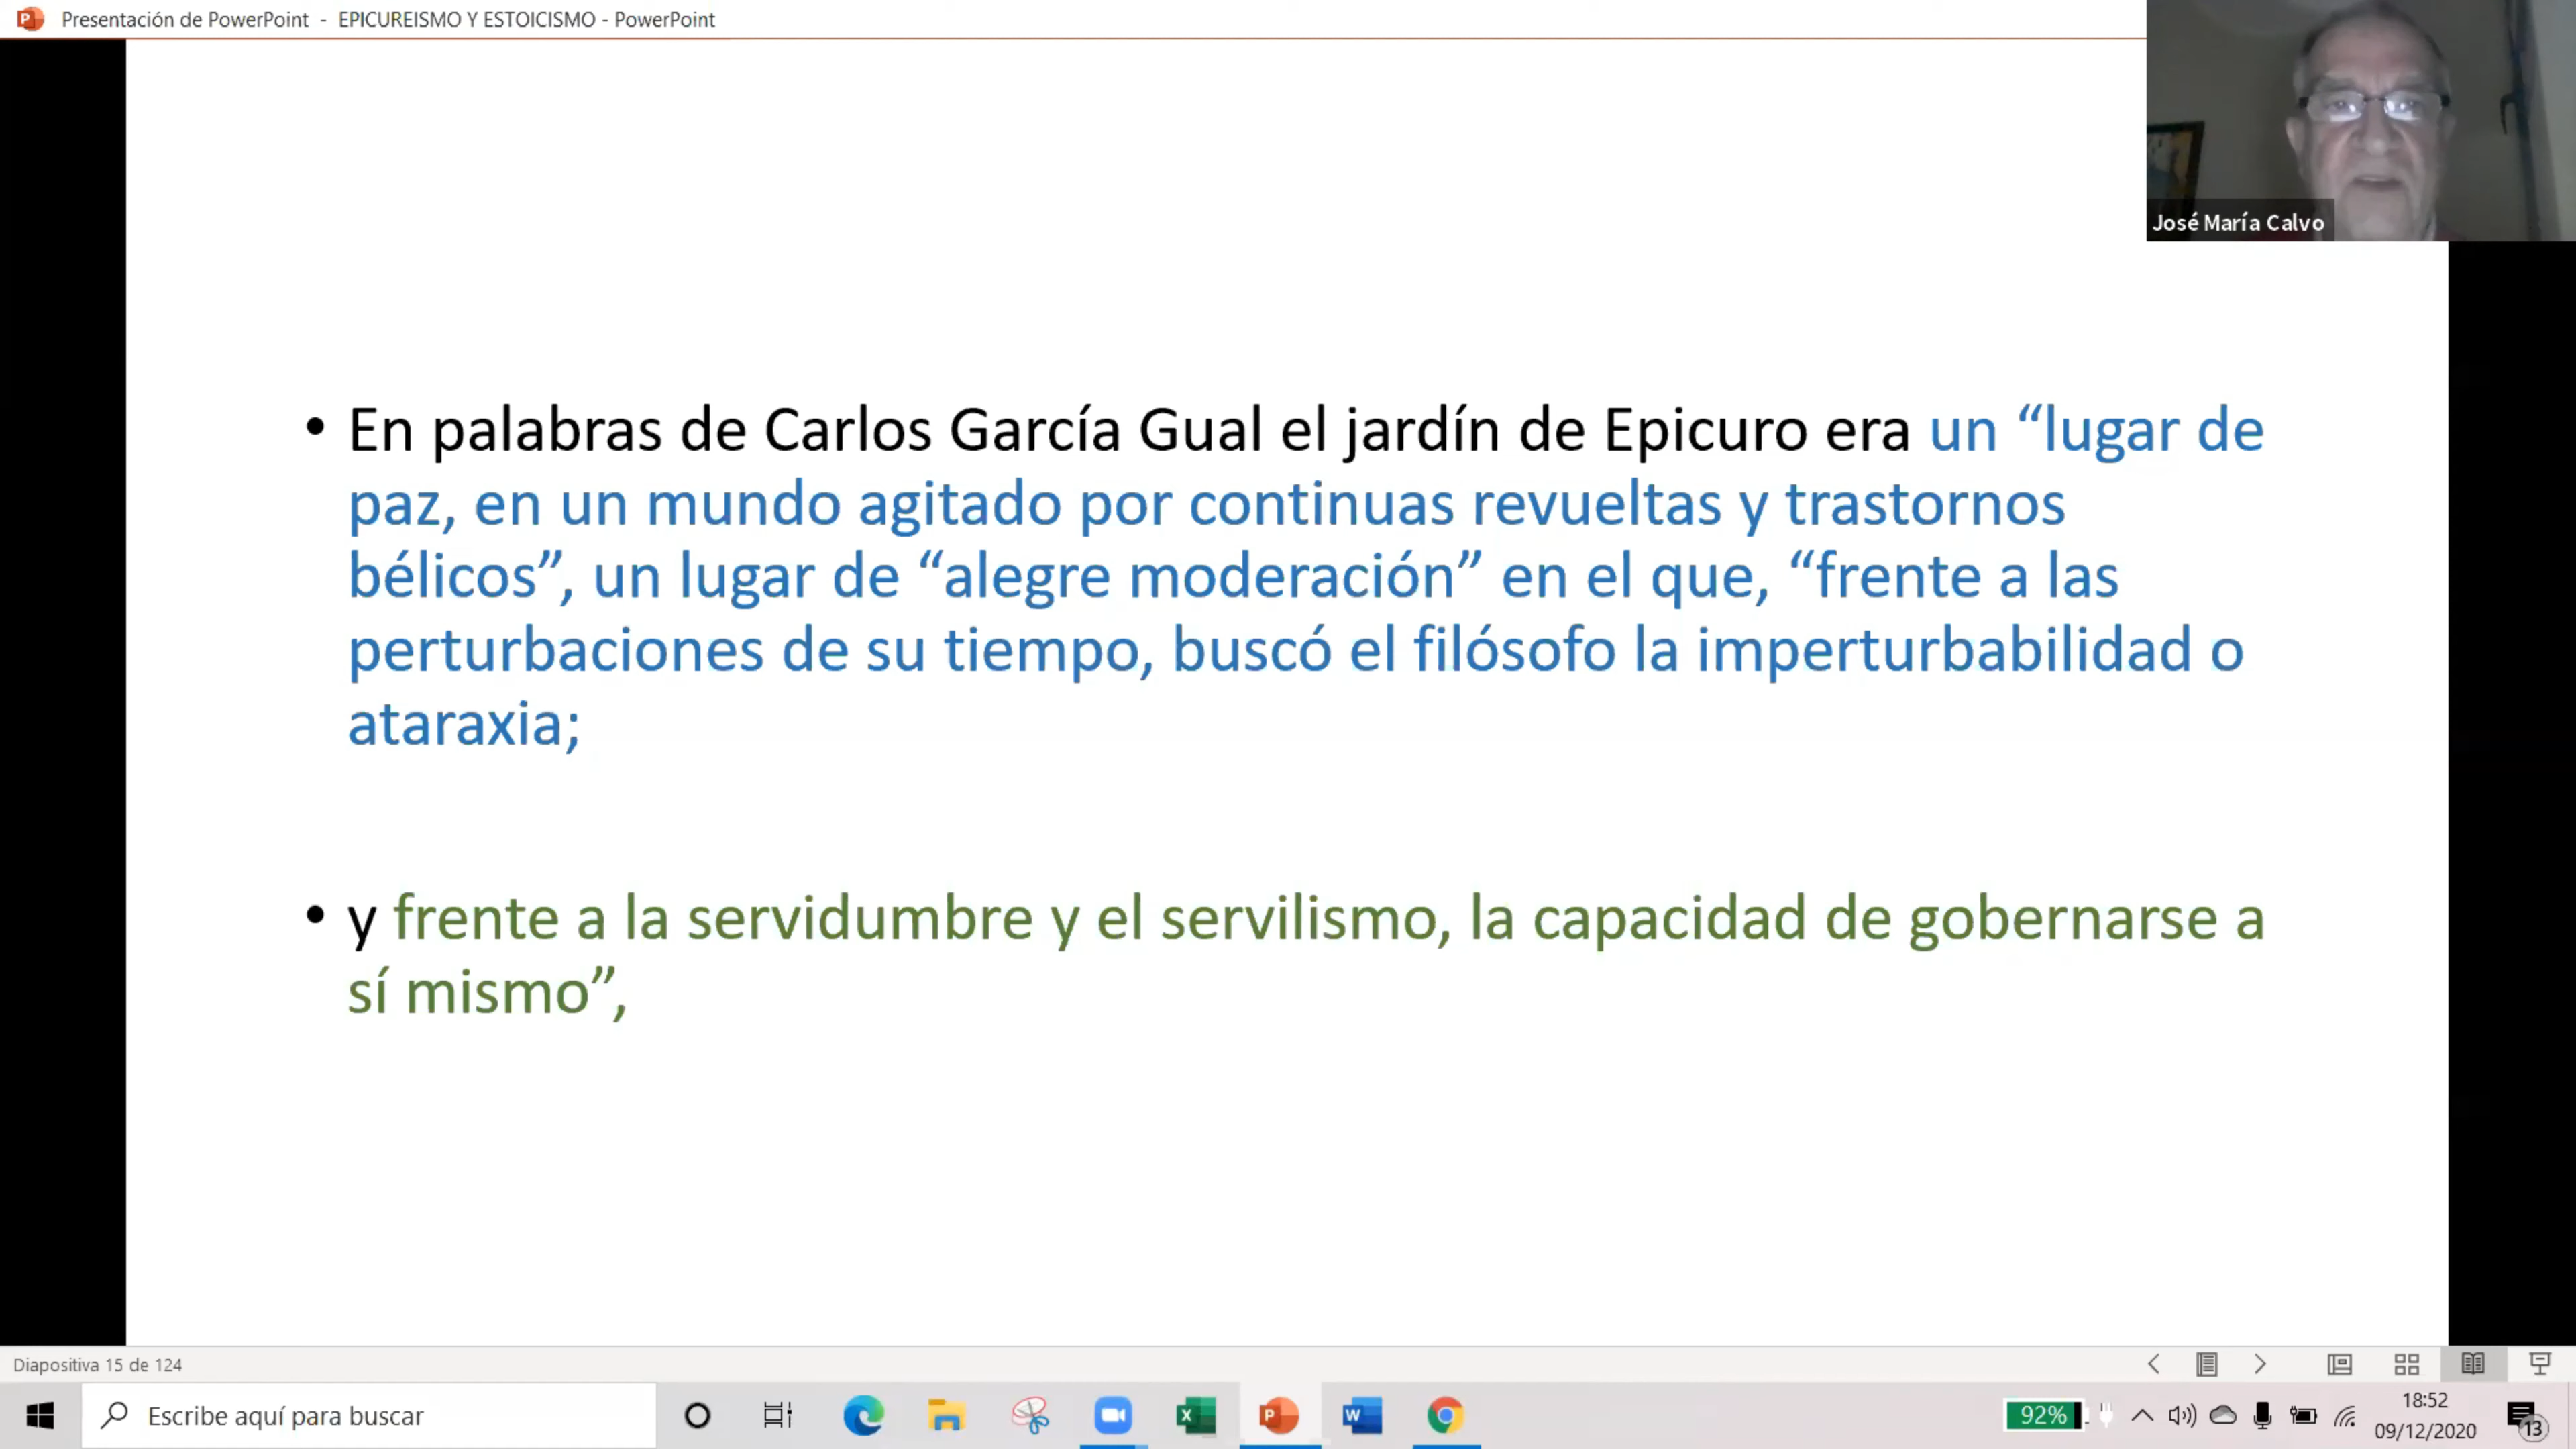 Presentación de PowerPoint - EPICUREISMO Y ESTOICISMO - PowerPoint
José María Calvo
• En palabras de Carlos García Gual el jardín de Epicuro era un “lugar de
paz, en un mundo agitado por continuas revueltas y trastornos
bélicos”, un lugar de “alegre moderación” en el que, “frente a las
perturbaciones de su tiempo, buscó el filósofo la imperturbabilidad o
ataraxia;
• y frente a la servidumbre y el servilismo, la capacidad de gobernarse a
sí mismo”,
Diapositiva 15 de 124
Escribe aquí para buscar
92%
18:52
09/12/2020
13